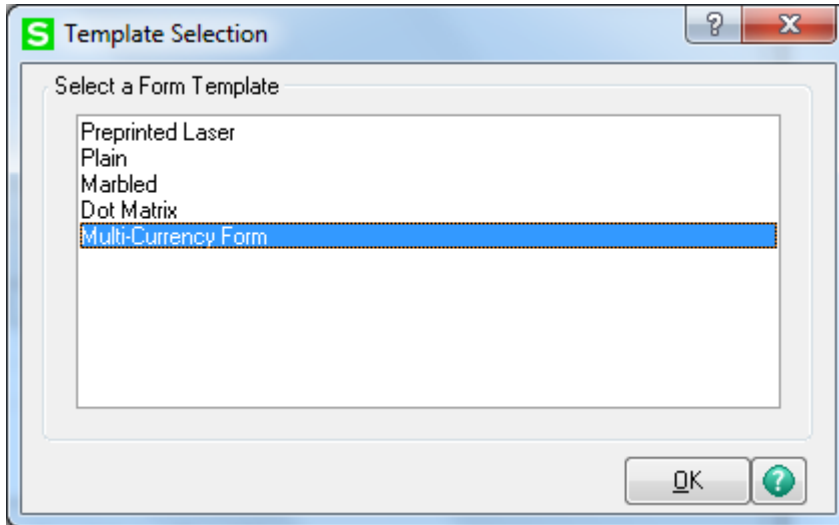 S Template Selection
Select a Form Template
Preprinted Laser
Plain
Marbled
Dot Matrix
Multi-Currency Form
OK